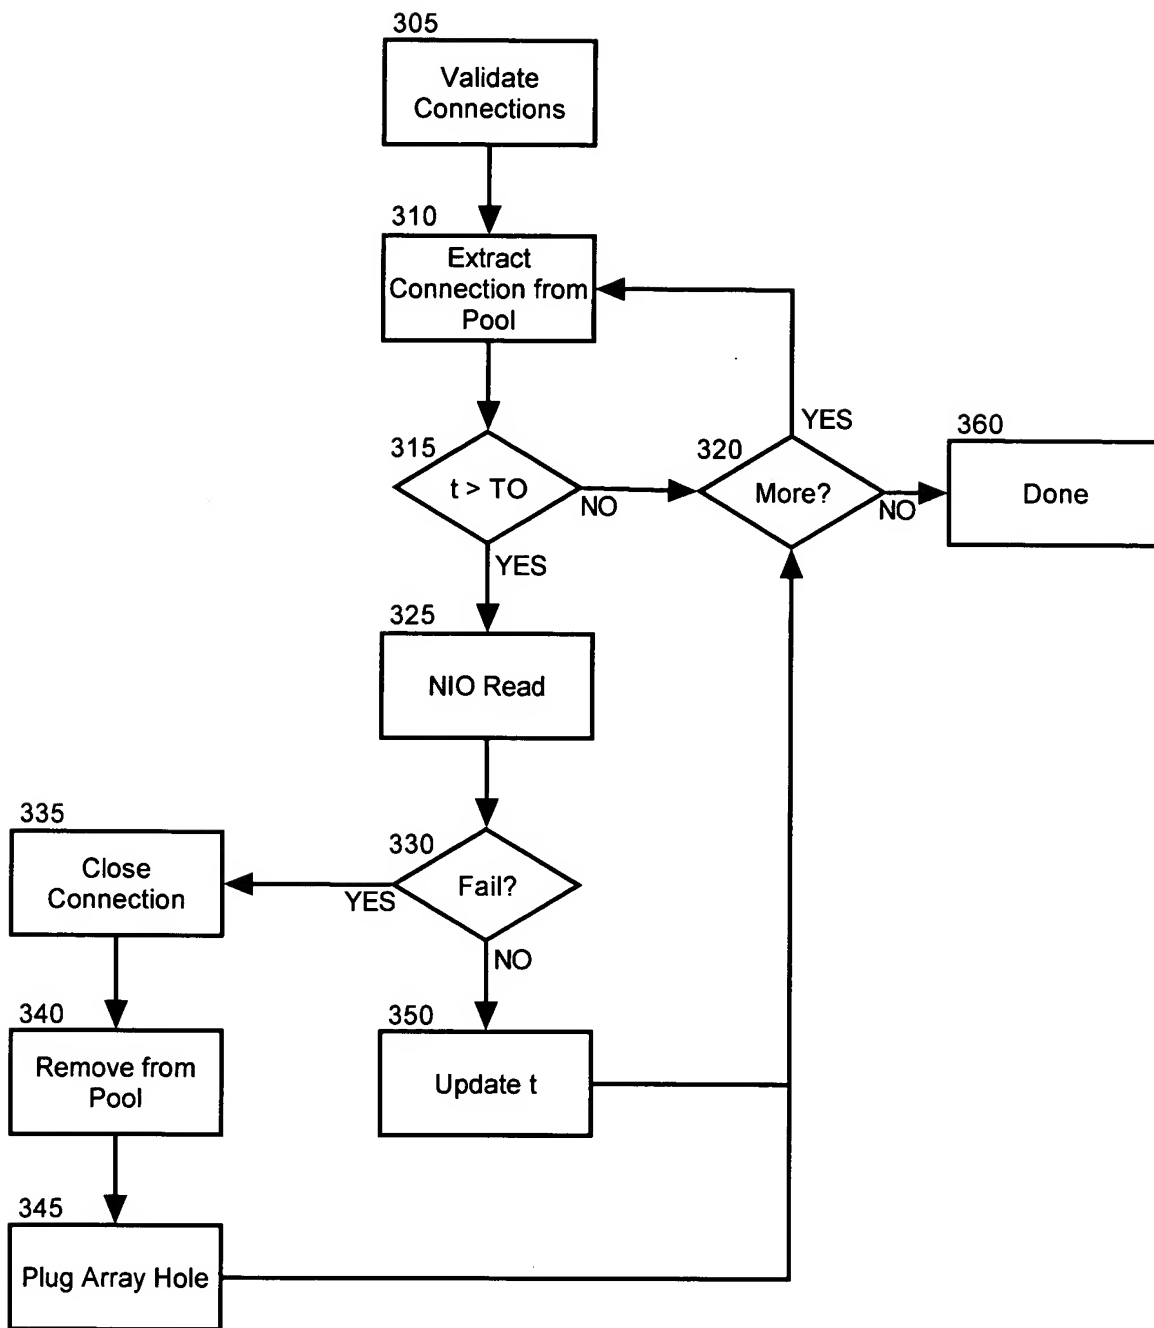 305
Validate
Connections
310
Extract
Connection from
Pool
315
t > TO
NO
YES
320
More?
YES
NO
360
Done
325
NIO Read
330
Fail?
YES
NO
335
Close
Connection
340
Remove from
Pool
350
Update t
345
Plug Array Hole